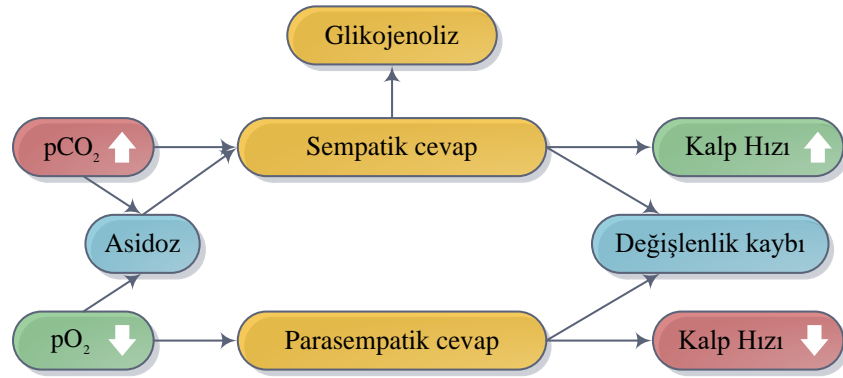 Glikojenoliz
pCO₂
Sempatik cevap
Kalp Hızı
Asidoz
Değişlenlik kaybı
pO₂
Parasempatik cevap
Kalp Hızı